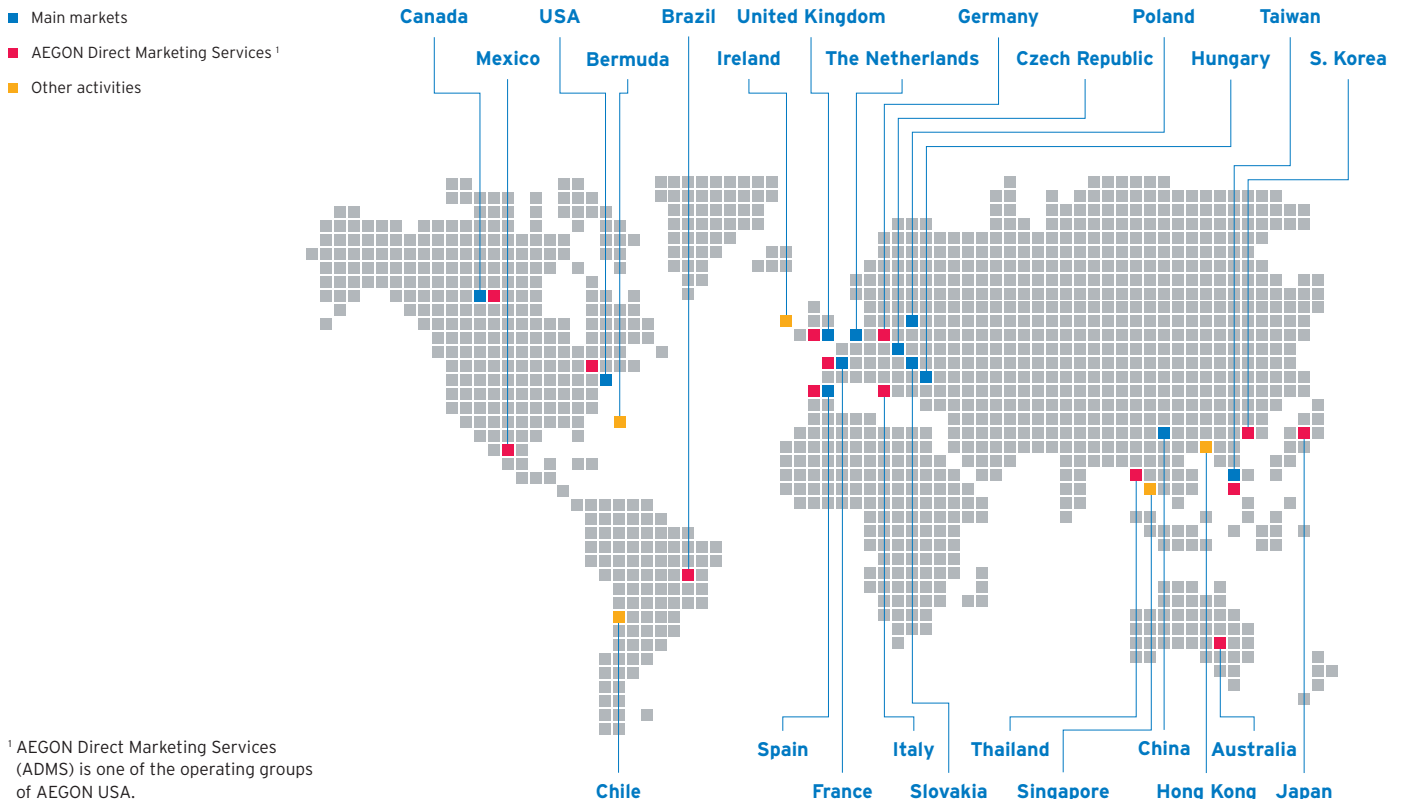 Main markets
AEGON Direct Marketing Services ¹
Other activities
Canada USA Brazil United Kingdom Germany Poland Taiwan
Mexico Bermuda Ireland The Netherlands Czech Republic Hungary S. Korea
Spain Italy Thailand China Australia
Chile France Slovakia Singapore Hong Kong Japan
¹ AEGON Direct Marketing Services
(ADMS) is one of the operating groups
of AEGON USA.